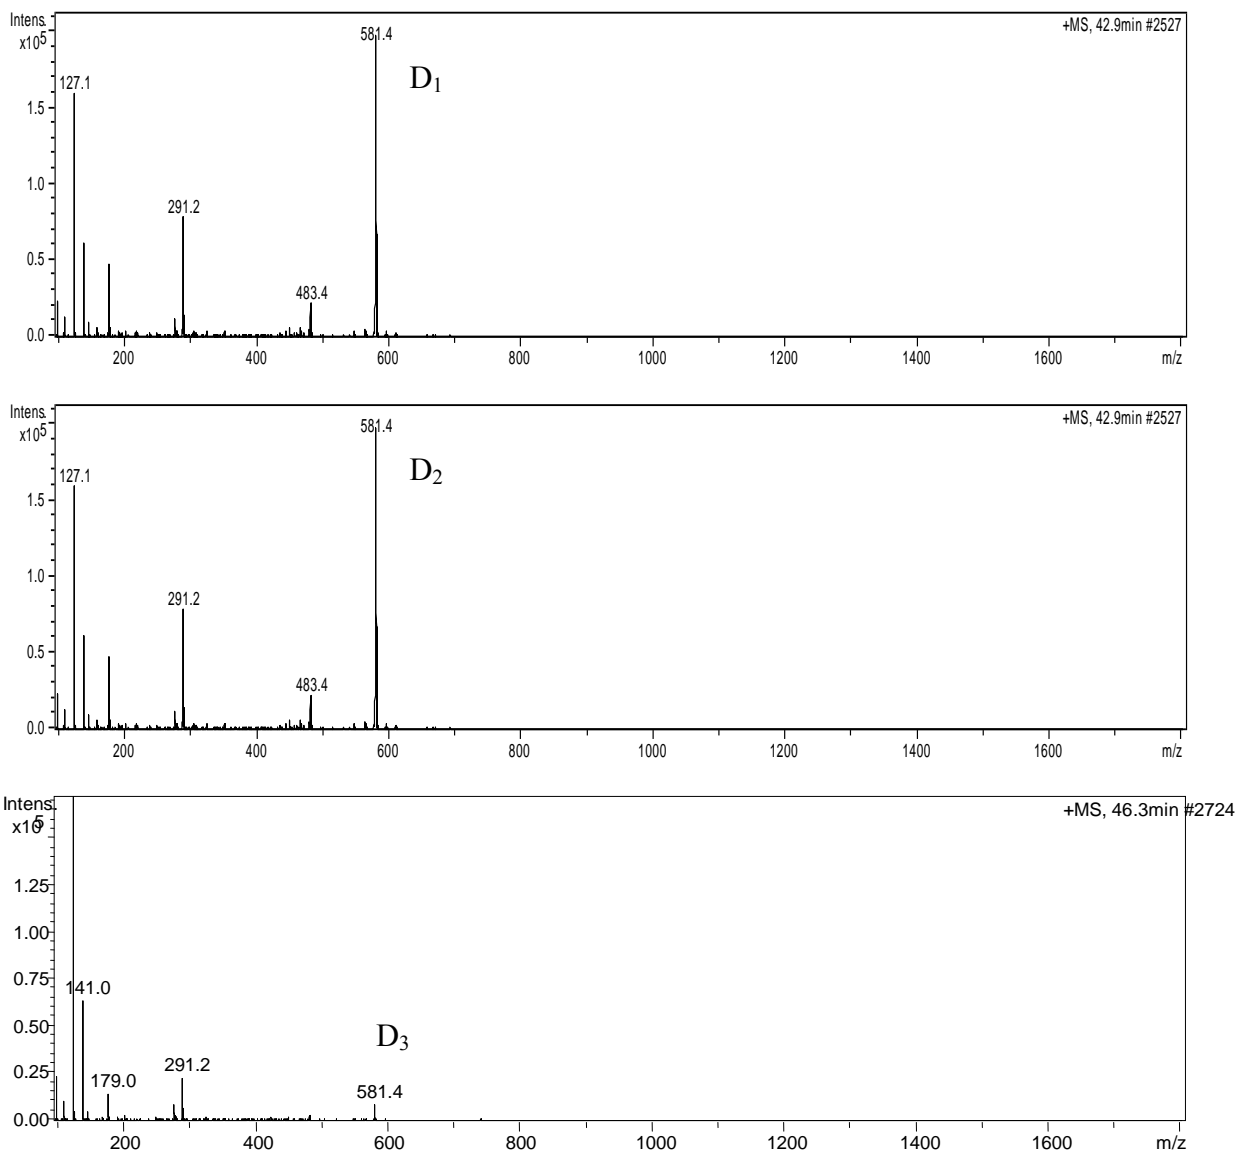 Intens.
x10⁵
+MS, 42.9min #2527
581.4
D₁
127.1
1.5
1.0
291.2
0.5
483.4
0.0
200 400 600 800 1000 1200 1400 1600 m/z
Intens.
x10⁵
+MS, 42.9min #2527
581.4
D₂
127.1
1.5
1.0
291.2
0.5
483.4
0.0
200 400 600 800 1000 1200 1400 1600 m/z
Intens.
x10⁵
+MS, 46.3min #2724
1.25
1.00
0.75
141.0
0.50
D₃
291.2
0.25
179.0
581.4
0.00
200 400 600 800 1000 1200 1400 1600 m/z